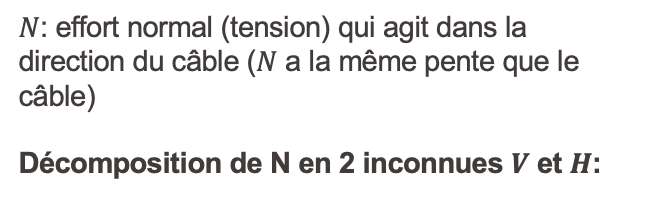 N: effort normal (tension) qui agit dans la
direction du câble (N a la même pente que le
câble)
Décomposition de N en 2 inconnues V et H: